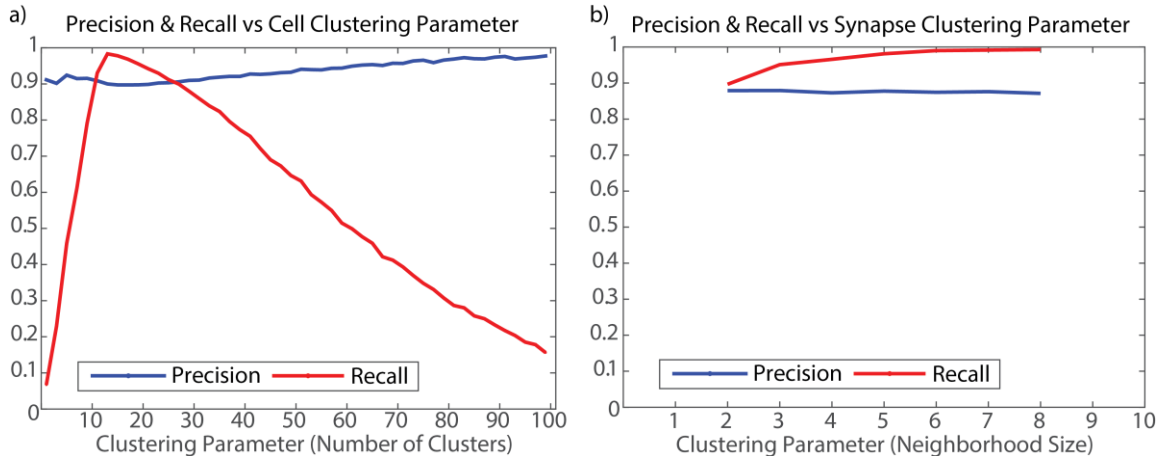 a)
Precision & Recall vs Cell Clustering Parameter
1
0.9
0.8
0.7
0.6
0.5
0.4
0.3
0.2
0.1
0
10 20 30 40 50 60 70 80 90 100
Precision Recall
Clustering Parameter (Number of Clusters)
b)
Precision & Recall vs Synapse Clustering Parameter
1
0.9
0.8
0.7
0.6
0.5
0.4
0.3
0.2
0.1
0
1 2 3 4 5 6 7 8 9 10
Precision Recall
Clustering Parameter (Neighborhood Size)